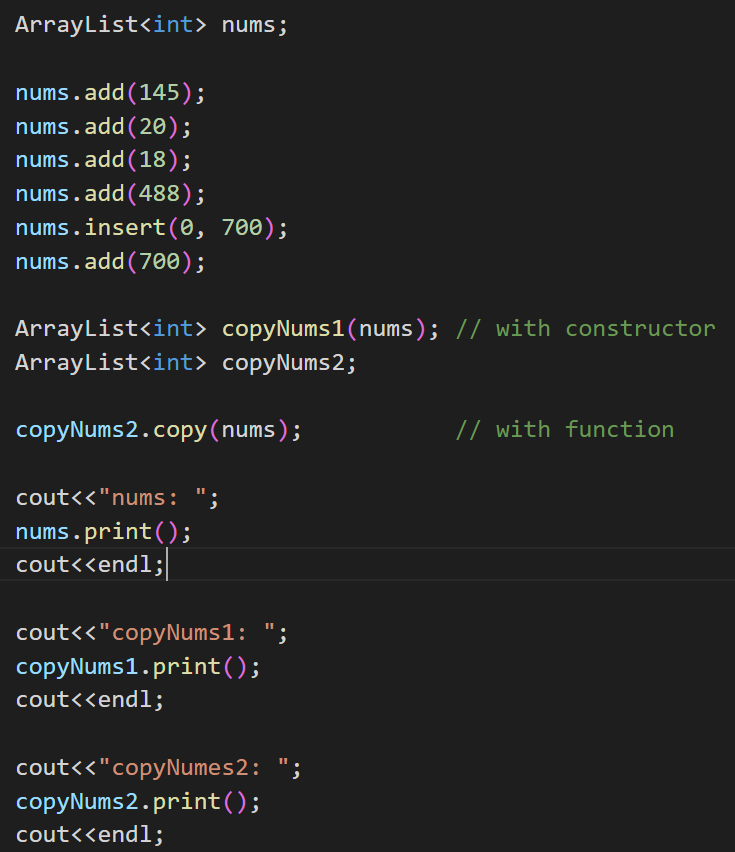 ArrayList<int> nums;
nums.add(145);
nums.add(20);
nums.add(18);
nums.add(488);
nums.insert(0, 700);
nums.add(700);
ArrayList<int> copyNums1(nums); // with constructor
ArrayList<int> copyNums2;
copyNums2.copy(nums);           // with function
cout<<"nums: ";
nums.print();
cout<<endl;
cout<<"copyNums1: ";
copyNums1.print();
cout<<endl;
cout<<"copyNumes2: ";
copyNums2.print();
cout<<endl;